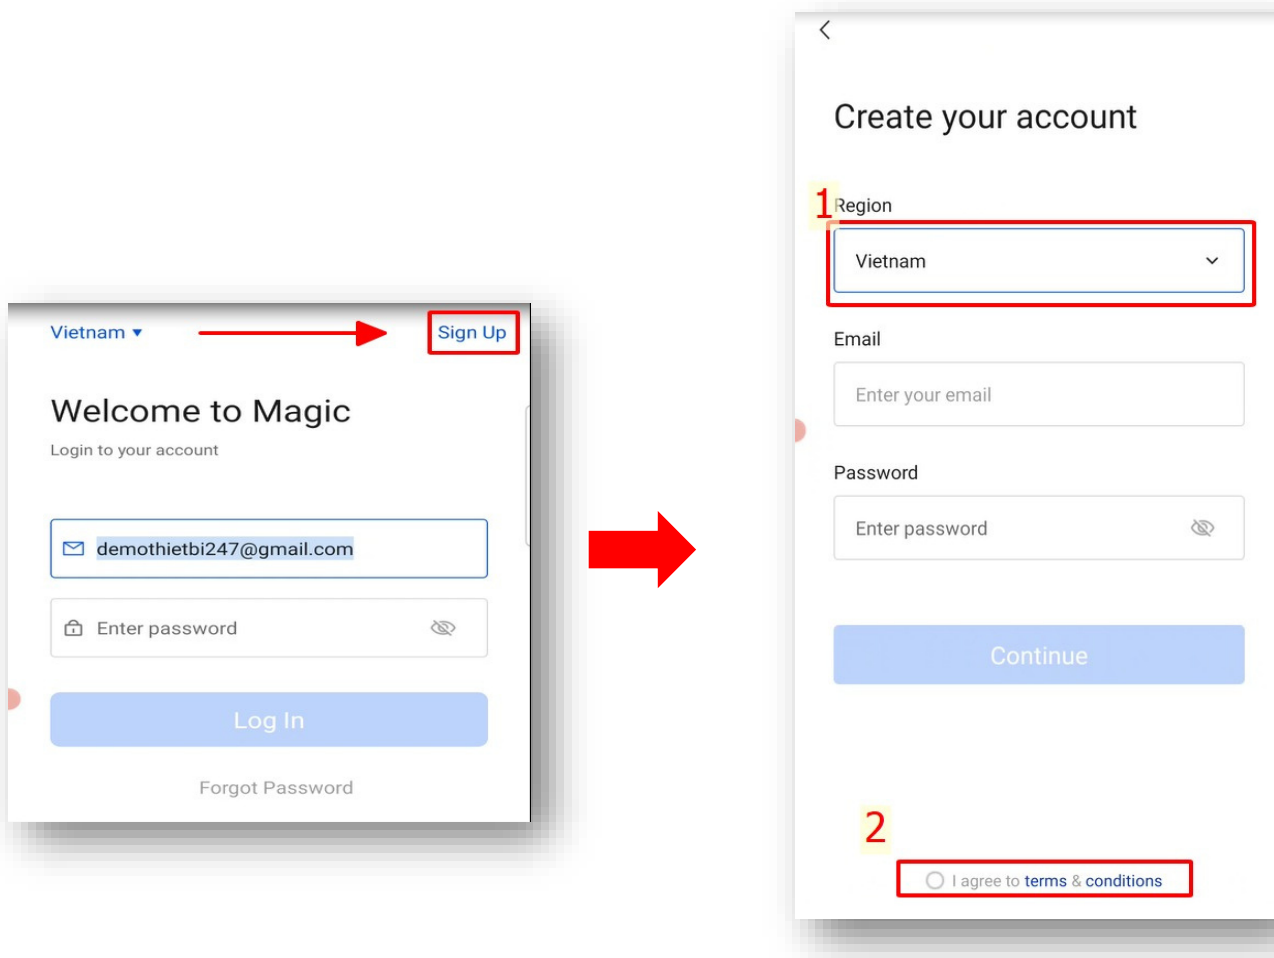 Vietnam
Sign Up
Welcome to Magic
Login to your account
demothietbi247@gmail.com
Enter password
Log In
Forgot Password
Create your account
1
Region
Vietnam
Email
Enter your email
Password
Enter password
Continue
2
I agree to terms & conditions